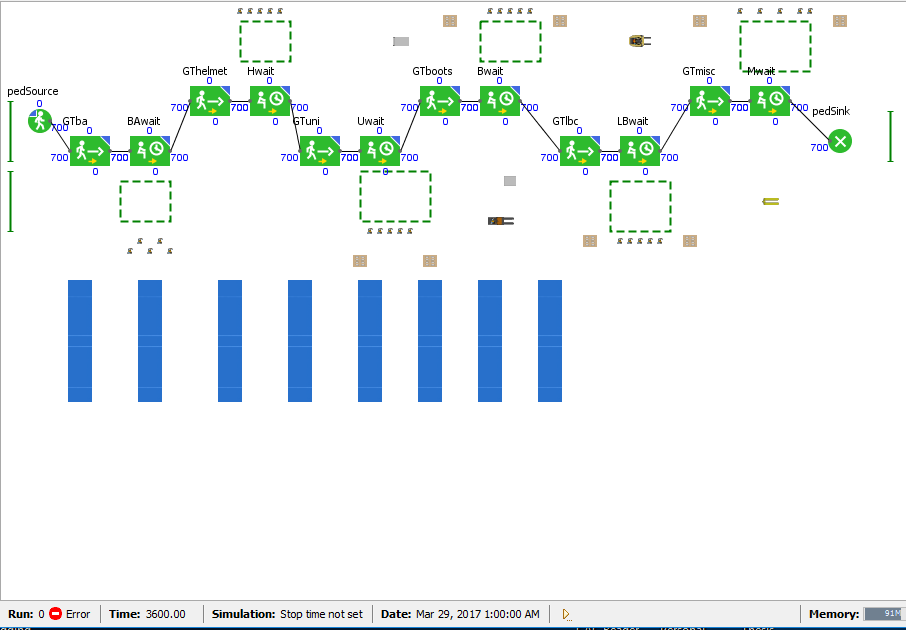 GThelmet Hwait GTboots Bwait GTmisc Mwait
0 0 0 0 0 0
pedSource
0
700 700 700 700 700 700 700 700 700
pedSink
GTba BAwait 0 GTuni Uwait 0 GTlbc LBwait 0
700 0 0 0 0 0 0
700 700 700 700 700 700 700 700 700 700
0 0 0 0 0 0
Run: 0 Error Time: 3600.00 Simulation: Stop time not set Date: Mar 29, 2017 1:00:00 AM Memory: 91M